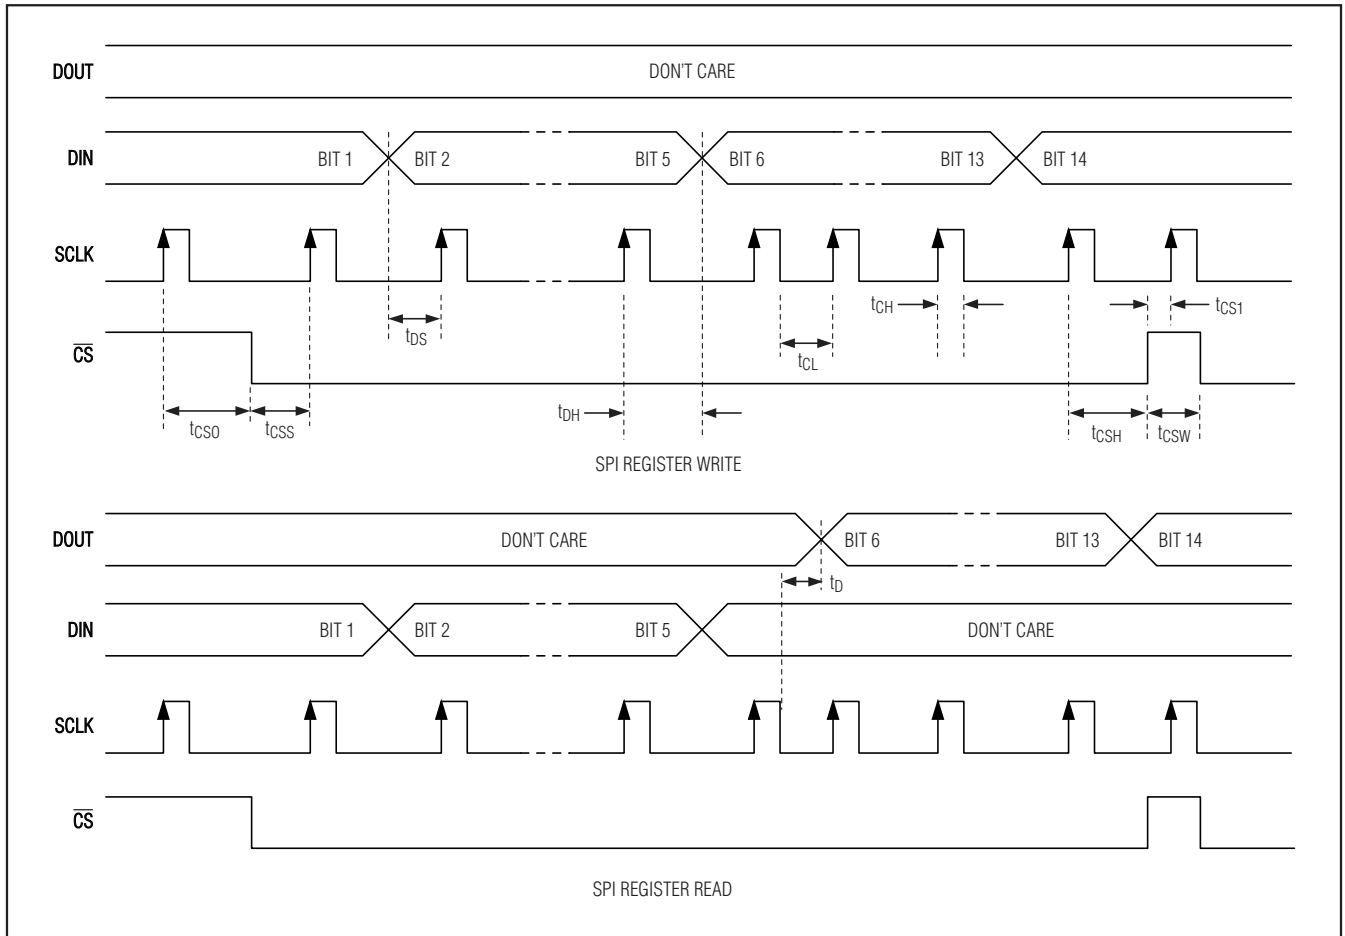 DOUT
DON'T CARE
DIN
BIT 1
BIT 2
BIT 5
BIT 6
BIT 13
BIT 14
SCLK
tCH
tCS1
tDS
CS
tCL
tDH
tCSO
tCSS
tCSH
tCSW
SPI REGISTER WRITE
DOUT
DON'T CARE
BIT 6
BIT 13
BIT 14
tD
DIN
BIT 1
BIT 2
BIT 5
DON'T CARE
SCLK
CS
SPI REGISTER READ